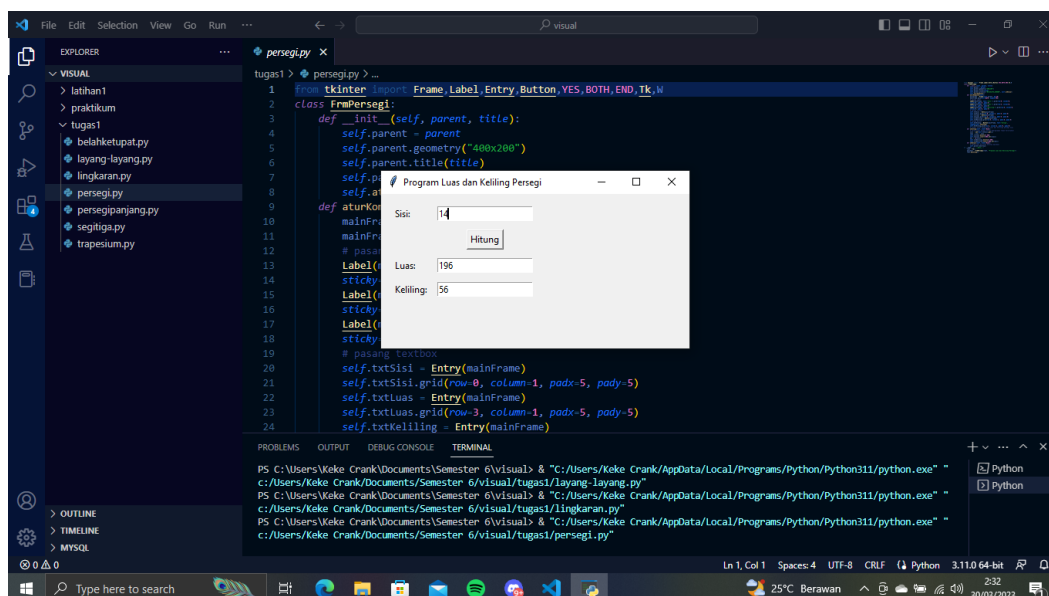 File Edit Selection View Go Run ···
visual
EXPLORER ···
VISUAL
latihan1
praktikum
tugas1
belahketupat.py
layang-layang.py
lingkaran.py
persegi.py
persegipanjang.py
segitiga.py
trapesium.py
OUTLINE
TIMELINE
MYSQL
4
persegi.py
tugas1 > persegi.py > ...
1 from tkinter import Frame,Label,Entry,Button,YES,BOTH,END,Tk,W
2 class FrmPersegi:
3 def __init__(self, parent, title):
4 self.parent = parent
5 self.parent.geometry("400x200")
6 self.parent.title(title)
7 self.p
8 self.at
9 def aturKo
10 mainFr
11 mainFr
12 # pasa
13 Label(
14 sticky
15 Label(
16 sticky
17 Label(
18 sticky
19 # pasang textbox
20 self.txtSisi = Entry(mainFrame)
21 self.txtSisi.grid(row=0, column=1, padx=5, pady=5)
22 self.txtLuas = Entry(mainFrame)
23 self.txtLuas.grid(row=3, column=1, padx=5, pady=5)
24 self.txtKeliling = Entry(mainFrame)
Program Luas dan Keliling Persegi
Sisi: 14
Hitung
Luas: 196
Keliling: 56
PROBLEMS OUTPUT DEBUG CONSOLE TERMINAL
PS C:\Users\Keke Crank\Documents\Semester 6\visual> & "C:/Users/Keke Crank/AppData/Local/Programs/Python/Python311/python.exe" "
c:/Users/Keke Crank/Documents/Semester 6/visual/tugas1/layang-layang.py"
PS C:\Users\Keke Crank\Documents\Semester 6\visual> & "C:/Users/Keke Crank/AppData/Local/Programs/Python/Python311/python.exe" "
c:/Users/Keke Crank/Documents/Semester 6/visual/tugas1/lingkaran.py"
PS C:\Users\Keke Crank\Documents\Semester 6\visual> & "C:/Users/Keke Crank/AppData/Local/Programs/Python/Python311/python.exe" "
c:/Users/Keke Crank/Documents/Semester 6/visual/tugas1/persegi.py"
Python
Python
0 0 Ln 1, Col 1 Spaces: 4 UTF-8 CRLF Python 3.11.0 64-bit
Type here to search
25°C Berawan
2:32
30/03/2023